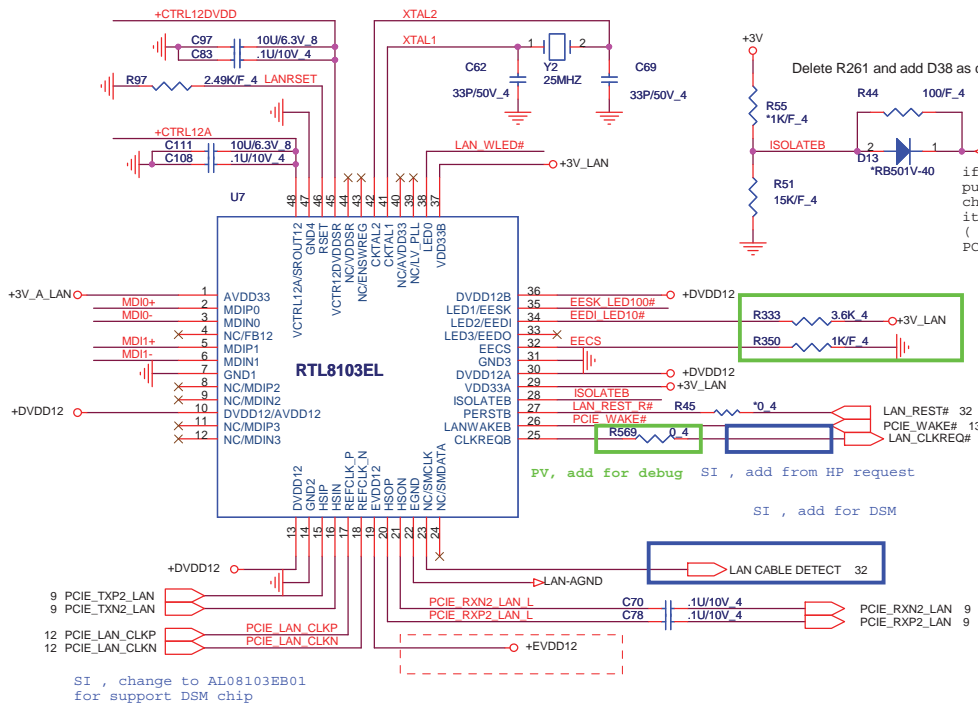 +CTRL12DVDD
C97 10U/6.3V_8
C83 .1U/10V_4
R97 2.49K/F_4 LANRSET
+CTRL12A
C111 10U/6.3V_8
C108 .1U/10V_4
XTAL2
XTAL1
1 2
Y2
25MHZ
C62
33P/50V_4
C69
33P/50V_4
LAN_WLED#
+3V_LAN
+3V
R55
*1K/F_4
ISOLATEB
R51
15K/F_4
Delete R261 and add D38 as
R44 100/F_4
2 1
D13
*RB501V-40
if
pu
ch
it
(
PC
U7
48 47 46 45 44 43 42 41 40 39 38 37
VCTRL12A/SROUT12
GND4
RSET
VCTR12DVDDSR
NC/VDDSR
NC/ENSWREG
CKTAL2
CKTAL1
NC/AVDD33
NC/LV_PLL
LED0
VDD33B
RTL8103EL
+3V_A_LAN 1 AVDD33
MDI0+ 2 MDIP0
MDI0- 3 MDIN0
4 NC/FB12
MDI1+ 5 MDIP1
MDI1- 6 MDIN1
7 GND1
8 NC/MDIP2
9 NC/MDIN2
+DVDD12 10 DVDD12/AVDD12
11 NC/MDIP3
12 NC/MDIN3
DVDD12B 36 +DVDD12
LED1/EESK 35 EESK_LED100#
LED2/EEDI 34 EEDI_LED10# R333 3.6K_4 +3V_LAN
LED3/EEDO 33
EECS 32 EECS R350 1K/F_4
GND3 31
DVDD12A 30 +DVDD12
VDD33A 29 +3V_LAN
ISOLATEB 28 ISOLATEB
PERSTB 27 LAN_REST_R# R45 *0_4 LAN_REST# 32
LANWAKEB 26 PCIE_WAKE# PCIE_WAKE# 13
CLKREQB 25 R569 0_4 LAN_CLKREQ#
PV, add for debug
SI , add from HP request
SI , add for DSM
DVDD12
GND2
HSIP
HSIN
REFCLK_P
REFCLK_N
EVDD12
HSOP
HSON
EGND
NC/SMCLK
NC/SMDATA
13 14 15 16 17 18 19 20 21 22 23 24
+DVDD12
LAN CABLE DETECT 32
LAN-AGND
9 PCIE_TXP2_LAN
9 PCIE_TXN2_LAN
PCIE_RXN2_LAN_L C70 .1U/10V_4 PCIE_RXN2_LAN 9
PCIE_RXP2_LAN_L C78 .1U/10V_4 PCIE_RXP2_LAN 9
12 PCIE_LAN_CLKP PCIE_LAN_CLKP
12 PCIE_LAN_CLKN PCIE_LAN_CLKN
+EVDD12
SI , change to AL08103EB01
for support DSM chip